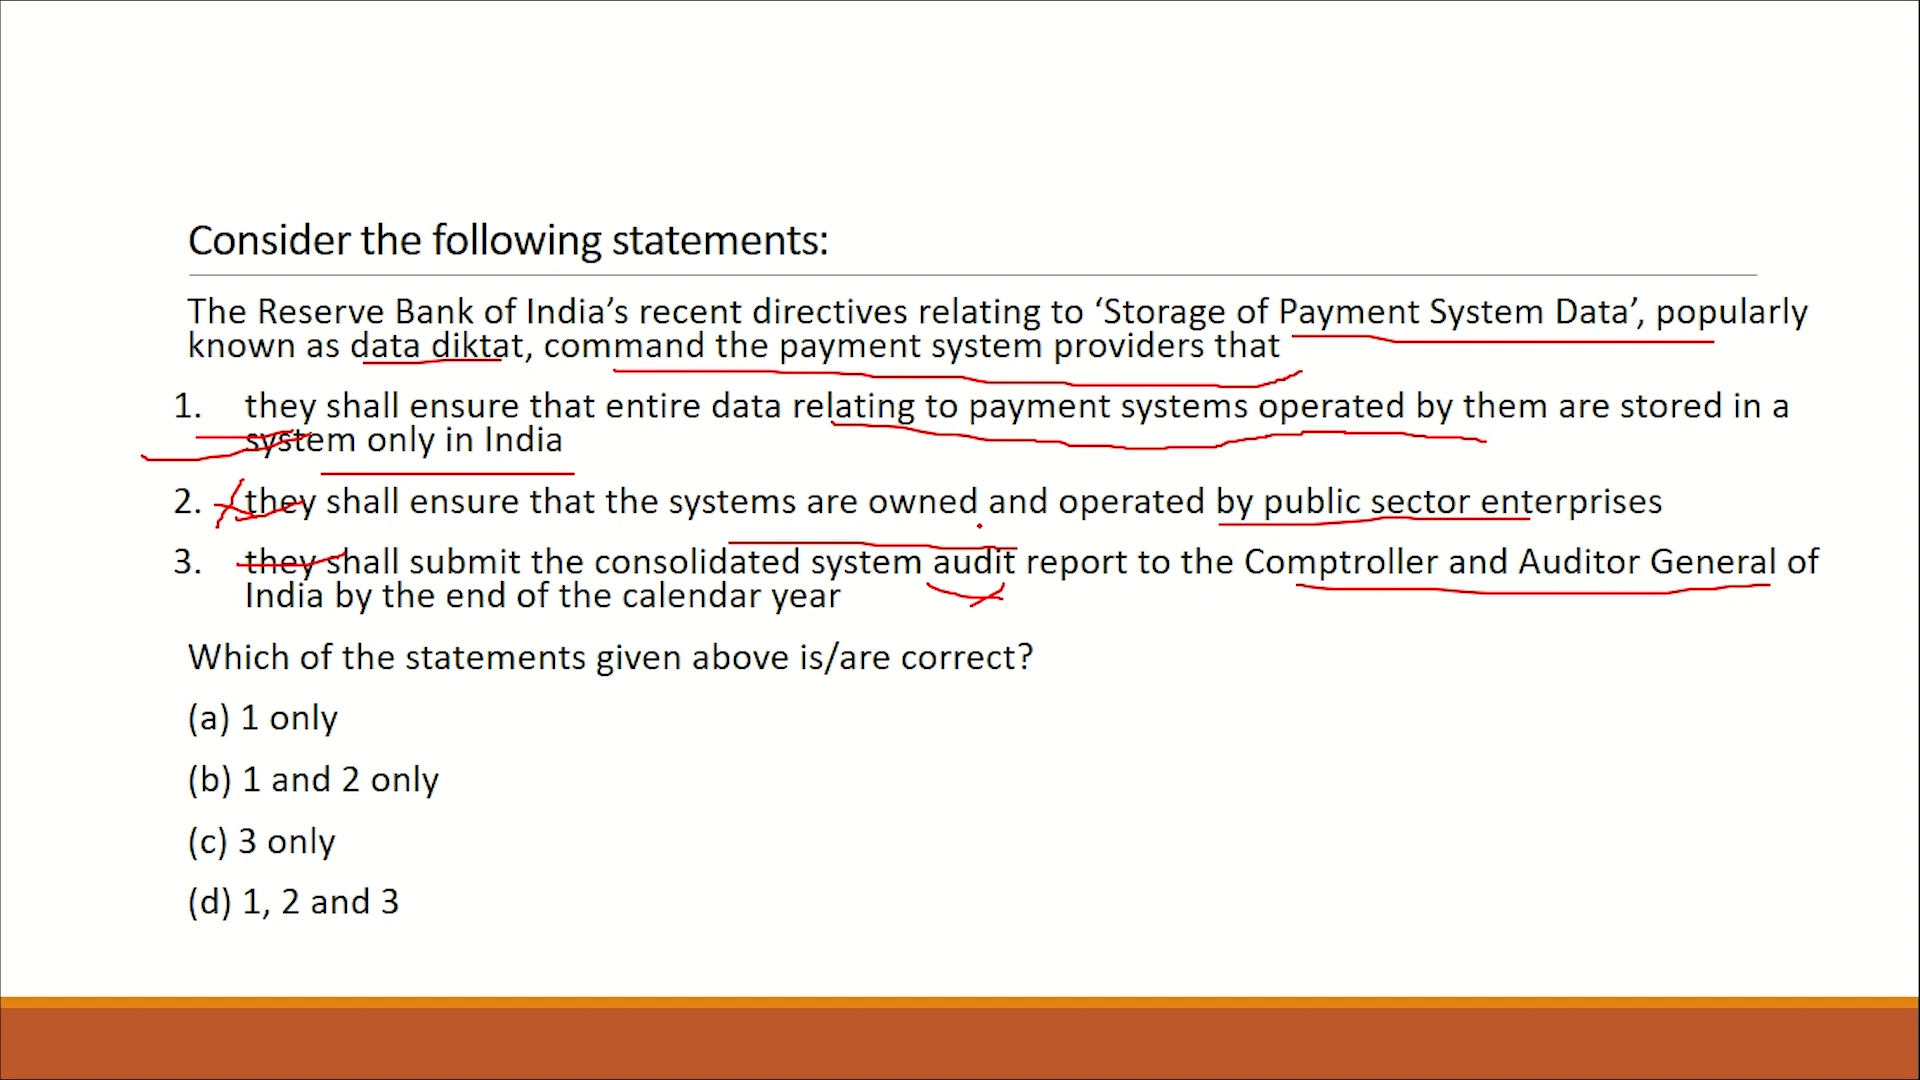 Consider the following statements:
The Reserve Bank of India’s recent directives relating to ‘Storage of Payment System Data’, popularly
known as data diktat, command the payment system providers that
1. they shall ensure that entire data relating to payment systems operated by them are stored in a
system only in India
2. they shall ensure that the systems are owned and operated by public sector enterprises
3. they shall submit the consolidated system audit report to the Comptroller and Auditor General of
India by the end of the calendar year
Which of the statements given above is/are correct?
(a) 1 only
(b) 1 and 2 only
(c) 3 only
(d) 1, 2 and 3